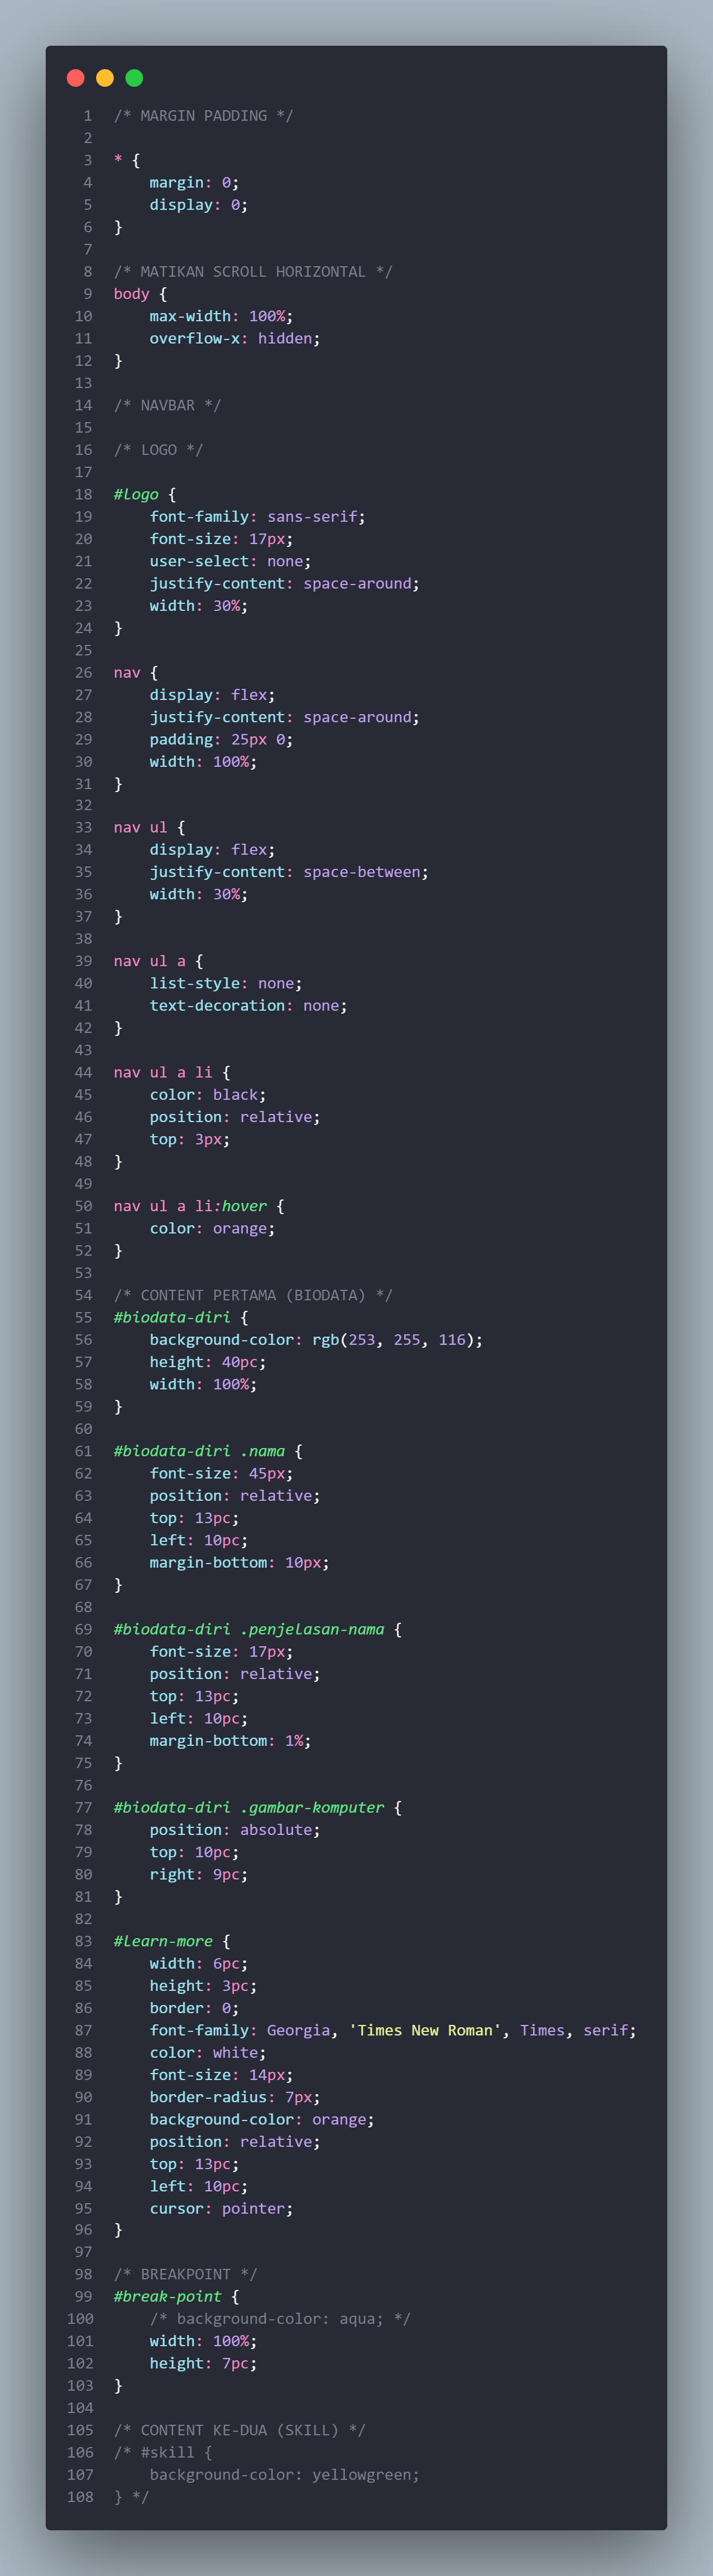 1 /* MARGIN PADDING */
2
3 * {
4     margin: 0;
5     display: 0;
6 }
7
8 /* MATIKAN SCROLL HORIZONTAL */
9 body {
10     max-width: 100%;
11     overflow-x: hidden;
12 }
13
14 /* NAVBAR */
15
16 /* LOGO */
17
18 #logo {
19     font-family: sans-serif;
20     font-size: 17px;
21     user-select: none;
22     justify-content: space-around;
23     width: 30%;
24 }
25
26 nav {
27     display: flex;
28     justify-content: space-around;
29     padding: 25px 0;
30     width: 100%;
31 }
32
33 nav ul {
34     display: flex;
35     justify-content: space-between;
36     width: 30%;
37 }
38
39 nav ul a {
40     list-style: none;
41     text-decoration: none;
42 }
43
44 nav ul a li {
45     color: black;
46     position: relative;
47     top: 3px;
48 }
49
50 nav ul a li:hover {
51     color: orange;
52 }
53
54 /* CONTENT PERTAMA (BIODATA) */
55 #biodata-diri {
56     background-color: rgb(253, 255, 116);
57     height: 40pc;
58     width: 100%;
59 }
60
61 #biodata-diri .nama {
62     font-size: 45px;
63     position: relative;
64     top: 13pc;
65     left: 10pc;
66     margin-bottom: 10px;
67 }
68
69 #biodata-diri .penjelasan-nama {
70     font-size: 17px;
71     position: relative;
72     top: 13pc;
73     left: 10pc;
74     margin-bottom: 1%;
75 }
76
77 #biodata-diri .gambar-komputer {
78     position: absolute;
79     top: 10pc;
80     right: 9pc;
81 }
82
83 #learn-more {
84     width: 6pc;
85     height: 3pc;
86     border: 0;
87     font-family: Georgia, 'Times New Roman', Times, serif;
88     color: white;
89     font-size: 14px;
90     border-radius: 7px;
91     background-color: orange;
92     position: relative;
93     top: 13pc;
94     left: 10pc;
95     cursor: pointer;
96 }
97
98 /* BREAKPOINT */
99 #break-point {
100     /* background-color: aqua; */
101     width: 100%;
102     height: 7pc;
103 }
104
105 /* CONTENT KE-DUA (SKILL) */
106 /* #skill {
107     background-color: yellowgreen;
108 } */